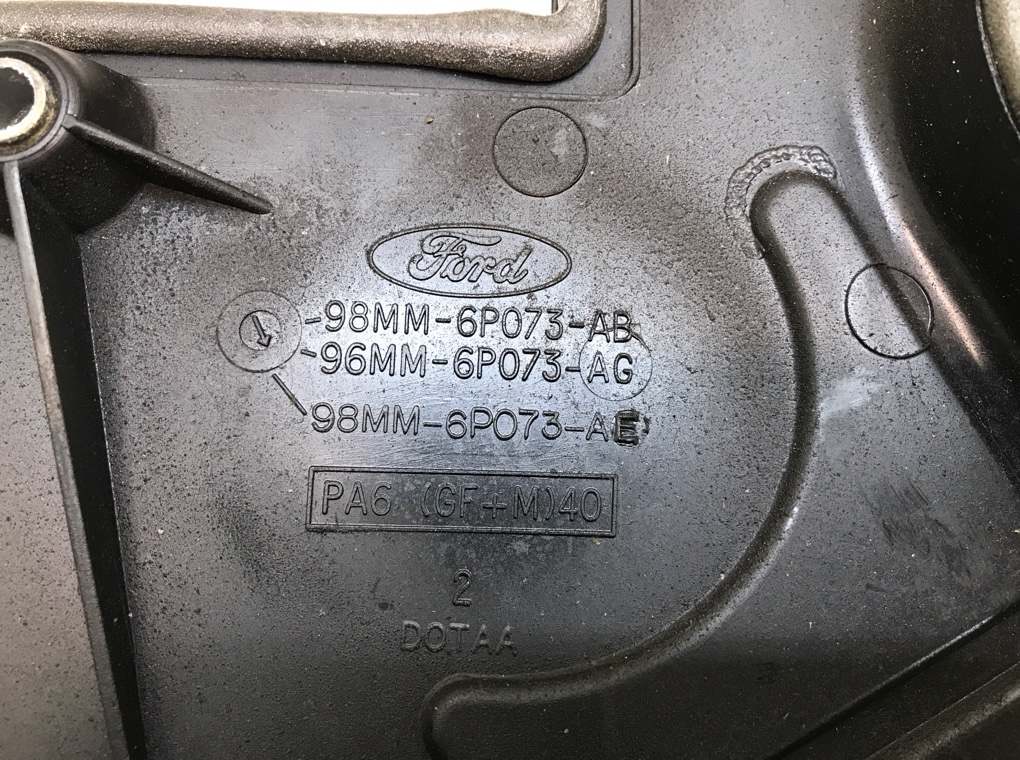 Ford
-98MM-6P073-AB
-96MM-6P073-AG
98MM-6P073-AE
PA6 (GF+M)40
2
DOTAA